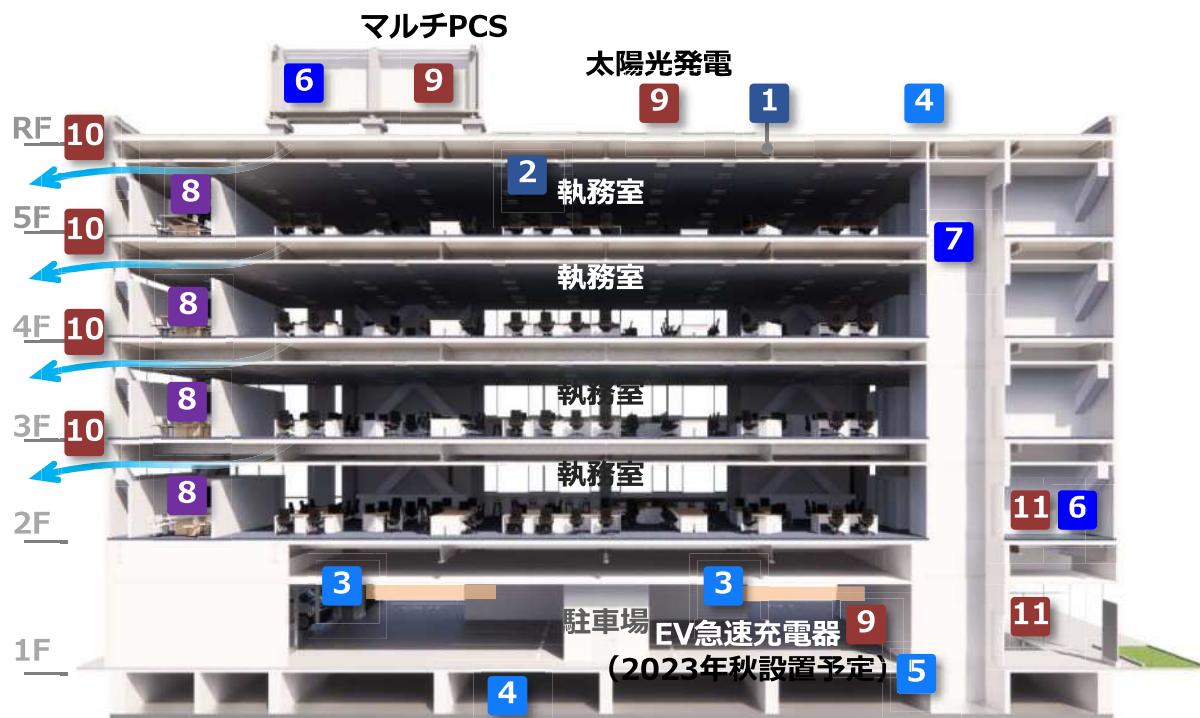 マルチPCS
6
9
太陽光発電
9
1
4
RF
10
2
執務室
8
5F
10
7
執務室
8
4F
10
執務室
8
3F
10
執務室
8
2F
11
6
3
3
駐車場
EV急速充電器
9
11
1F
（2023年秋設置予定）
5
4